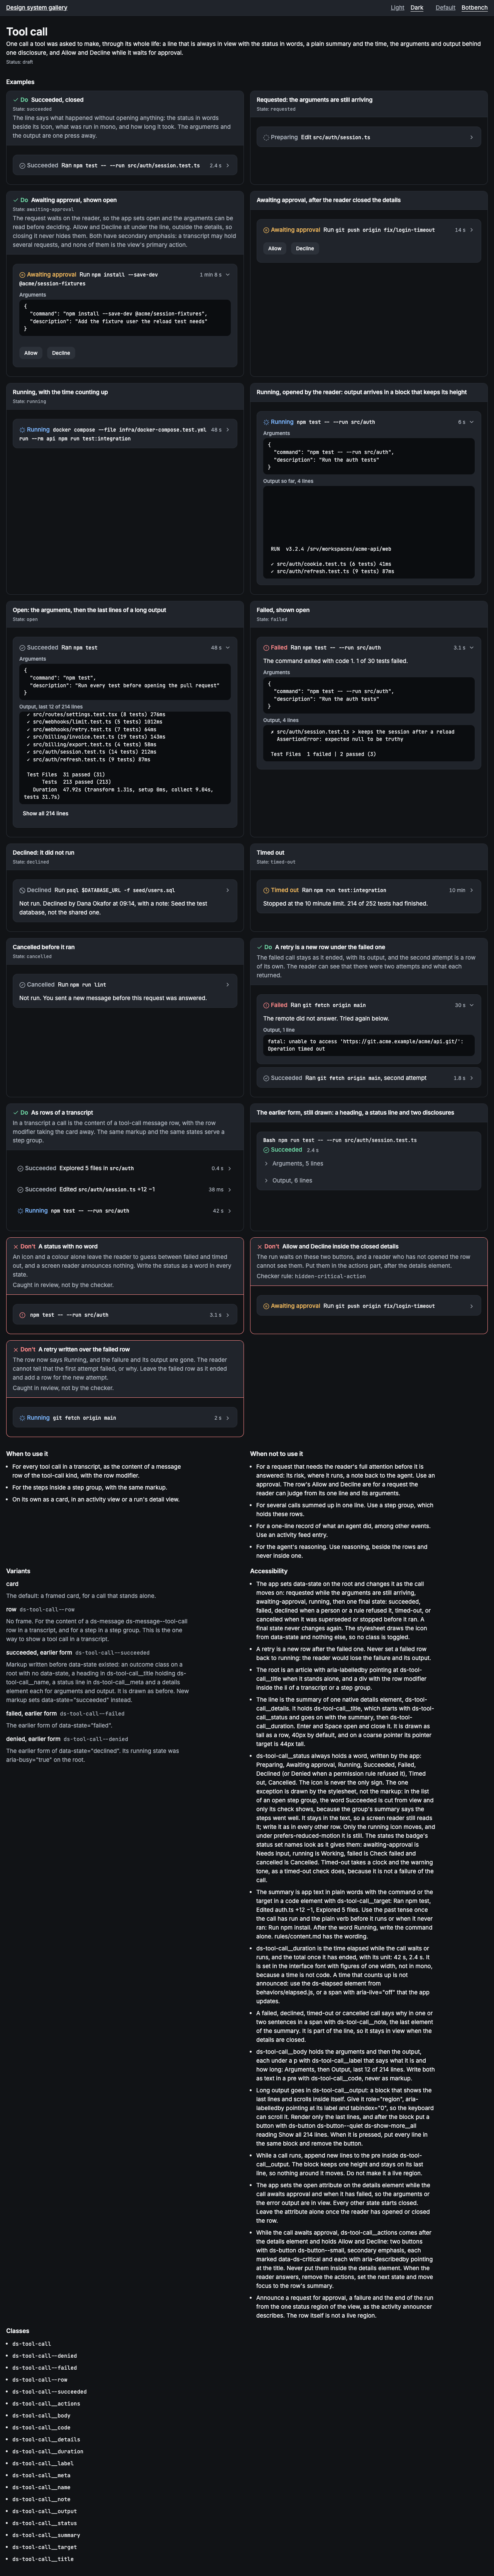 Design system gallery
Light Dark Default Botbench
Tool call
One call a tool was asked to make, through its whole life: a line that is always in view with the status in words, a plain summary and the time, the arguments and output behind
one disclosure, and Allow and Decline while it waits for approval.
Status: draft
Examples
Do Succeeded, closed
State: succeeded
The line says what happened without opening anything: the status in words
beside its icon, what was run in mono, and how long it took. The arguments and
the output are one press away.
Succeeded Ran npm test -- --run src/auth/session.test.ts 2.4 s
Requested: the arguments are still arriving
State: requested
Preparing Edit src/auth/session.ts
Do Awaiting approval, shown open
State: awaiting-approval
The request waits on the reader, so the app sets open and the arguments can be
read before deciding. Allow and Decline sit under the line, outside the details, so
closing it never hides them. Both are secondary emphasis: a transcript may hold
several requests, and none of them is the view's primary action.
Awaiting approval Run npm install --save-dev 1 min 8 s
@acme/session-fixtures
Arguments
{
"command": "npm install --save-dev @acme/session-fixtures",
"description": "Add the fixture user the reload test needs"
}
Allow Decline
Awaiting approval, after the reader closed the details
Awaiting approval Run git push origin fix/login-timeout 14 s
Allow Decline
Running, with the time counting up
State: running
Running docker compose --file infra/docker-compose.test.yml 48 s
run --rm api npm run test:integration
Running, opened by the reader: output arrives in a block that keeps its height
Running npm test -- --run src/auth 6 s
Arguments
{
"command": "npm test -- --run src/auth",
"description": "Run the auth tests"
}
Output so far, 4 lines
RUN v3.2.4 /srv/workspaces/acme-api/web
✓ src/auth/cookie.test.ts (6 tests) 41ms
✓ src/auth/refresh.test.ts (9 tests) 87ms
Open: the arguments, then the last lines of a long output
State: open
Succeeded Ran npm test 48 s
Arguments
{
"command": "npm test",
"description": "Run every test before opening the pull request"
}
Output, last 12 of 214 lines
✓ src/routes/settings.test.tsx (8 tests) 276ms
✓ src/webhooks/limit.test.ts (5 tests) 1012ms
✓ src/webhooks/retry.test.ts (7 tests) 64ms
✓ src/billing/invoice.test.ts (19 tests) 143ms
✓ src/billing/export.test.ts (4 tests) 58ms
✓ src/auth/session.test.ts (14 tests) 212ms
✓ src/auth/refresh.test.ts (9 tests) 87ms
Test Files 31 passed (31)
Tests 213 passed (213)
Duration 47.92s (transform 1.31s, setup 8ms, collect 9.04s,
tests 31.7s)
Show all 214 lines
Failed, shown open
State: failed
Failed Ran npm test -- --run src/auth 3.1 s
The command exited with code 1. 1 of 30 tests failed.
Arguments
{
"command": "npm test -- --run src/auth",
"description": "Run the auth tests"
}
Output, 4 lines
✗ src/auth/session.test.ts > keeps the session after a reload
AssertionError: expected null to be truthy
Test Files 1 failed | 2 passed (3)
Declined: it did not run
State: declined
Declined Run psql $DATABASE_URL -f seed/users.sql
Not run. Declined by Dana Okafor at 09:14, with a note: Seed the test
database, not the shared one.
Timed out
State: timed-out
Timed out Ran npm run test:integration 10 min
Stopped at the 10 minute limit. 214 of 252 tests had finished.
Cancelled before it ran
State: cancelled
Cancelled Run npm run lint
Not run. You sent a new message before this request was answered.
Do A retry is a new row under the failed one
The failed call stays as it ended, with its output, and the second attempt is a row
of its own. The reader can see that there were two attempts and what each
returned.
Failed Ran git fetch origin main 30 s
The remote did not answer. Tried again below.
Output, 1 line
fatal: unable to access 'https://git.acme.example/acme/api.git/':
Operation timed out
Succeeded Ran git fetch origin main, second attempt 1.8 s
Do As rows of a transcript
In a transcript a call is the content of a tool-call message row, with the row
modifier taking the card away. The same markup and the same states serve a
step group.
Succeeded Explored 5 files in src/auth 0.4 s
Succeeded Edited src/auth/session.ts +12 −1 38 ms
Running npm test -- --run src/auth 42 s
The earlier form, still drawn: a heading, a status line and two disclosures
Bash npm run test -- --run src/auth/session.test.ts
Succeeded 2.4 s
Arguments, 5 lines
Output, 6 lines
Don't A status with no word
An icon and a colour alone leave the reader to guess between failed and timed
out, and a screen reader announces nothing. Write the status as a word in every
state.
Caught in review, not by the checker.
npm test -- --run src/auth 3.1 s
Don't Allow and Decline inside the closed details
The run waits on these two buttons, and a reader who has not opened the row
cannot see them. Put them in the actions part, after the details element.
Checker rule: hidden-critical-action
Awaiting approval Run git push origin fix/login-timeout
Don't A retry written over the failed row
The row now says Running, and the failure and its output are gone. The reader
cannot tell that the first attempt failed, or why. Leave the failed row as it ended
and add a row for the new attempt.
Caught in review, not by the checker.
Running git fetch origin main 2 s
When to use it
For every tool call in a transcript, as the content of a message
row of the tool-call kind, with the row modifier.
For the steps inside a step group, with the same markup.
On its own as a card, in an activity view or a run's detail view.
When not to use it
For a request that needs the reader's full attention before it is
answered: its risk, where it runs, a note back to the agent. Use an
approval. The row's Allow and Decline are for a request the
reader can judge from its one line and its arguments.
For several calls summed up in one line. Use a step group, which
holds these rows.
For a one-line record of what an agent did, among other events.
Use an activity feed entry.
For the agent's reasoning. Use reasoning, beside the rows and
never inside one.
Variants
card
The default: a framed card, for a call that stands alone.
row ds-tool-call--row
No frame. For the content of a ds-message ds-message--tool-call
row in a transcript, and for a step in a step group. This is the one
way to show a tool call in a transcript.
succeeded, earlier form ds-tool-call--succeeded
Markup written before data-state existed: an outcome class on a
root with no data-state, a heading in ds-tool-call__title holding ds-
tool-call__name, a status line in ds-tool-call__meta and a details
element each for arguments and output. It is drawn as before. New
markup sets data-state="succeeded" instead.
failed, earlier form ds-tool-call--failed
The earlier form of data-state="failed".
denied, earlier form ds-tool-call--denied
The earlier form of data-state="declined". Its running state was
aria-busy="true" on the root.
Accessibility
The app sets data-state on the root and changes it as the call
moves on: requested while the arguments are still arriving,
awaiting-approval, running, then one final state: succeeded,
failed, declined when a person or a rule refused it, timed-out, or
cancelled when it was superseded or stopped before it ran. A
final state never changes again. The stylesheet draws the icon
from data-state and nothing else, so no class is toggled.
A retry is a new row after the failed one. Never set a failed row
back to running: the reader would lose the failure and its output.
The root is an article with aria-labelledby pointing at ds-tool-
call__title when it stands alone, and a div with the row modifier
inside the li of a transcript or a step group.
The line is the summary of one native details element, ds-tool-
call__details. It holds ds-tool-call__title, which starts with ds-tool-
call__status and goes on with the summary, then ds-tool-
call__duration. Enter and Space open and close it. It is drawn as
tall as a row, 40px by default, and on a coarse pointer its pointer
target is 44px tall.
ds-tool-call__status always holds a word, written by the app:
Preparing, Awaiting approval, Running, Succeeded, Failed,
Declined (or Denied when a permission rule refused it), Timed
out, Cancelled. The icon is never the only sign. The one
exception is drawn by the stylesheet, not the markup: in the list
of an open step group, the word Succeeded is cut from view and
only its check shows, because the group's summary says the
steps went well. It stays in the text, so a screen reader still reads
it; write it as in every other row. Only the running icon moves, and
under prefers-reduced-motion it is still. The states the badge's
status set names look as it gives them: awaiting-approval is
Needs input, running is Working, failed is Check failed and
cancelled is Cancelled. Timed-out takes a clock and the warning
tone, as a timed-out check does, because it is not a failure of the
call.
The summary is app text in plain words with the command or the
target in a code element with ds-tool-call__target: Ran npm test,
Edited auth.ts +12 −1, Explored 5 files. Use the past tense once
the call has run and the plain verb before it runs or when it never
ran: Run npm install. After the word Running, write the command
alone. rules/content.md has the wording.
ds-tool-call__duration is the time elapsed while the call waits or
runs, and the total once it has ended, with its unit: 42 s, 2.4 s. It
is set in the interface font with figures of one width, not in mono,
because a time is not code. A time that counts up is not
announced: use the ds-elapsed element from
behaviors/elapsed.js, or a span with aria-live="off" that the app
updates.
A failed, declined, timed-out or cancelled call says why in one or
two sentences in a span with ds-tool-call__note, the last element
of the summary. It is part of the line, so it stays in view when the
details are closed.
ds-tool-call__body holds the arguments and then the output,
each under a p with ds-tool-call__label that says what it is and
how long: Arguments, then Output, last 12 of 214 lines. Write both
as text in a pre with ds-tool-call__code, never as markup.
Long output goes in ds-tool-call__output: a block that shows the
last lines and scrolls inside itself. Give it role="region", aria-
labelledby pointing at its label and tabindex="0", so the keyboard
can scroll it. Render only the last lines, and after the block put a
button with ds-button ds-button--quiet ds-show-more__all
reading Show all 214 lines. When it is pressed, put every line in
the same block and remove the button.
While a call runs, append new lines to the pre inside ds-tool-
call__output. The block keeps one height and stays on its last
line, so nothing around it moves. Do not make it a live region.
The app sets the open attribute on the details element while the
call awaits approval and when it has failed, so the arguments or
the error output are in view. Every other state starts closed.
Leave the attribute alone once the reader has opened or closed
the row.
While the call awaits approval, ds-tool-call__actions comes after
the details element and holds Allow and Decline: two buttons
with ds-button ds-button--small, secondary emphasis, each
marked data-ds-critical and each with aria-describedby pointing
at the title. Never put them inside the details element. When the
reader answers, remove the actions, set the next state and move
focus to the row's summary.
Announce a request for approval, a failure and the end of the run
from the one status region of the view, as the activity announcer
describes. The row itself is not a live region.
Classes
ds-tool-call
ds-tool-call--denied
ds-tool-call--failed
ds-tool-call--row
ds-tool-call--succeeded
ds-tool-call__actions
ds-tool-call__body
ds-tool-call__code
ds-tool-call__details
ds-tool-call__duration
ds-tool-call__label
ds-tool-call__meta
ds-tool-call__name
ds-tool-call__note
ds-tool-call__output
ds-tool-call__status
ds-tool-call__summary
ds-tool-call__target
ds-tool-call__title